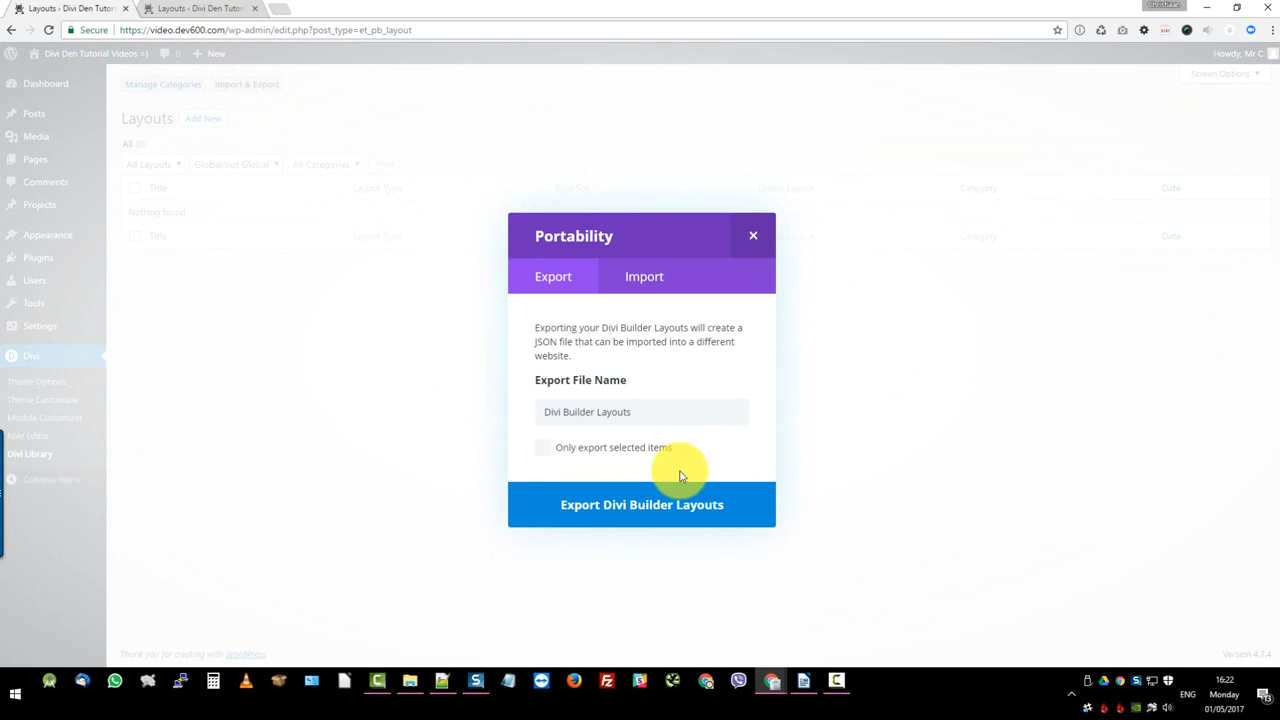 Layouts ‹ Divi Den Tutori
Layouts ‹ Divi Den Tutori
Christiaan
Secure
https://video.dev600.com/wp-admin/edit.php?post_type=et_pb_layout
Divi Den Tutorial Videos =)
0
New
Howdy, Mr C
Dashboard
Posts
Media
Pages
Comments
Projects
Appearance
Plugins
Users
Tools
Settings
Divi
Theme Options
Theme Customizer
Module Customizer
Role Editor
Divi Library
Collapse menu
Manage Categories
Import & Export
Screen Options
Layouts
Add New
All (0)
All Layouts
Global/not Global
All Categories
Title
Layout Type
Built For
Global Layout
Category
Date
Nothing found
Title
Layout Type
Global Layout
Category
Date
Portability
Export
Import
Exporting your Divi Builder Layouts will create a
JSON file that can be imported into a different
website.
Export File Name
Divi Builder Layouts
Only export selected items
Export Divi Builder Layouts
Thank you for creating with WordPress.
Version 4.7.4
ENG
16:22
Monday
01/05/2017